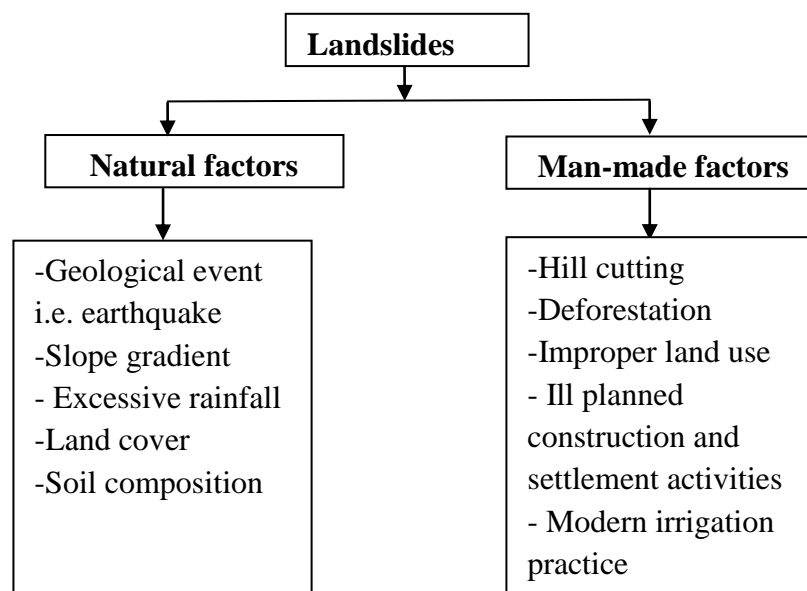 Landslides
Natural factors
Man-made factors
-Geological event
i.e. earthquake
-Slope gradient
- Excessive rainfall
-Land cover
-Soil composition
-Hill cutting
-Deforestation
-Improper land use
- Ill planned
construction and
settlement activities
- Modern irrigation
practice